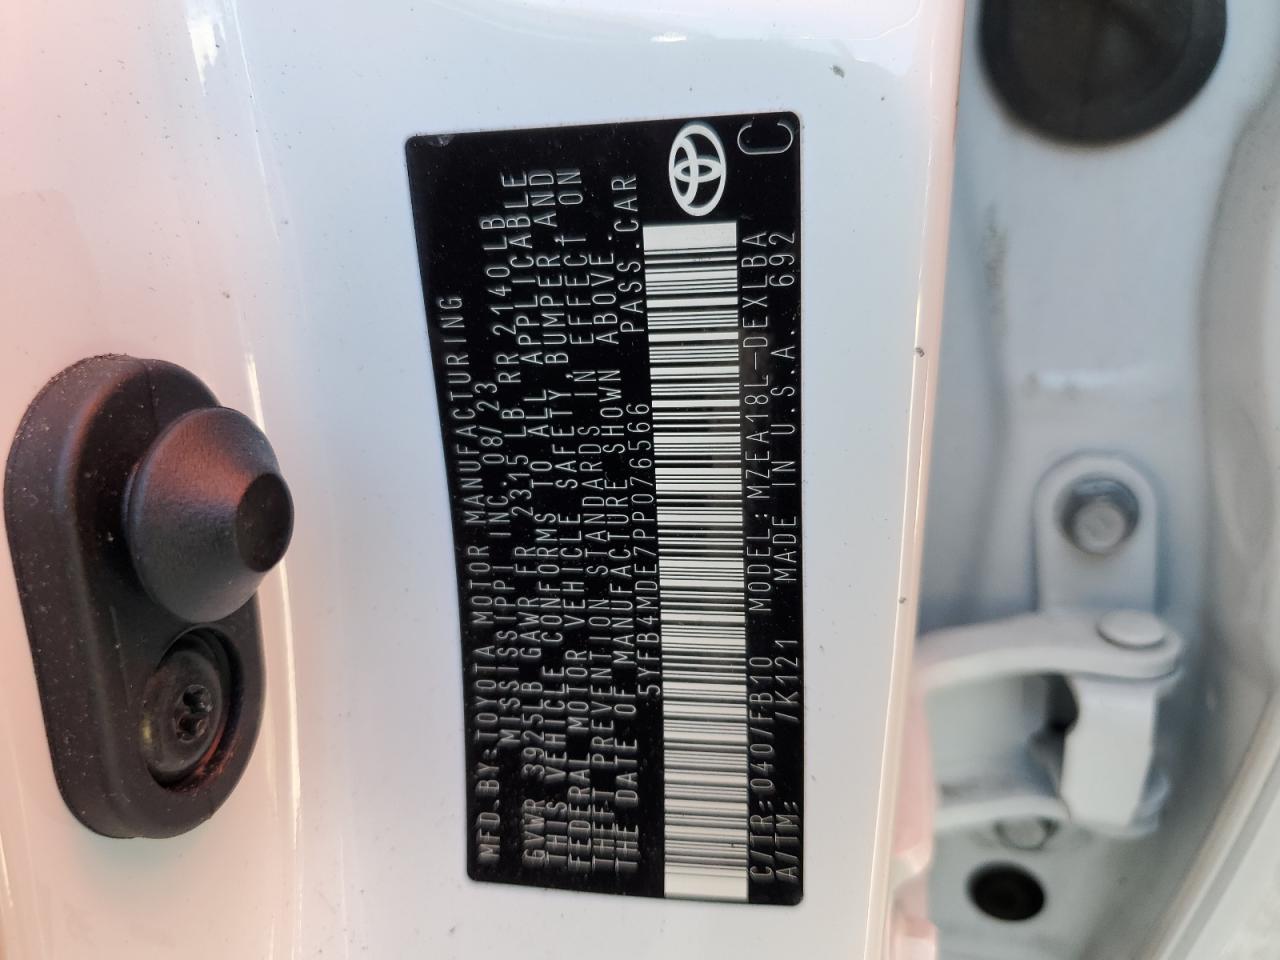 MFD.BY:TOYOTA MOTOR MANUFACTURING
MISSISSIPPI INC. 08/23
GVWR 3925LB GAWR FR 2315 LB RR 2140LB
THIS VEHICLE CONFORMS TO ALL APPLICABLE
FEDERAL MOTOR VEHICLE SAFETY, BUMPER, AND
THEFT PREVENTION STANDARDS IN EFFECT ON
THE DATE OF MANUFACTURE SHOWN ABOVE.
5YFB4MDE7PP076566 PASS.CAR
C/TR:040/FB10 MODEL:MZEA18L-DEXLBA
A/TM: /K121 MADE IN U.S.A. 692
C